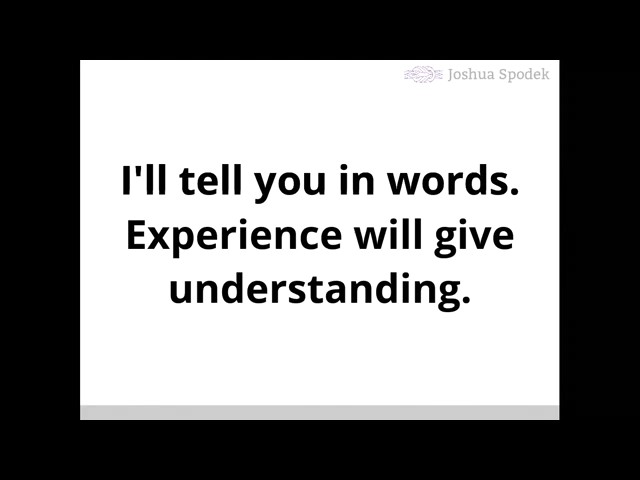 Joshua Spodek
I'll tell you in words.
Experience will give
understanding.